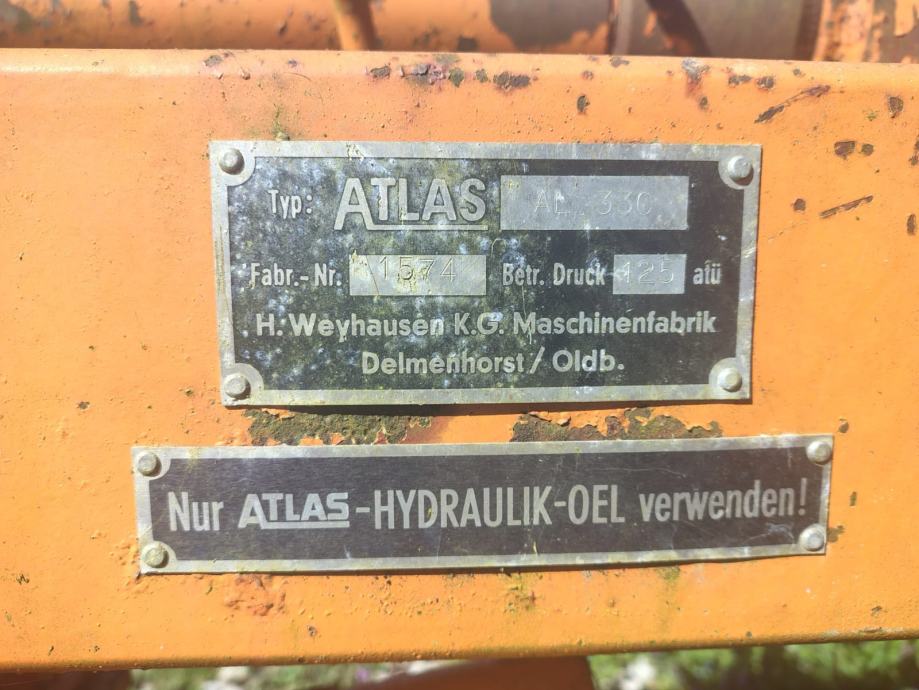 Typ: ATLAS AL 330
Fabr.-Nr. 1574 Betr. Druck 125 atü
H. Weyhausen K.G. Maschinenfabrik
Delmenhorst/Oldb.
Nur ATLAS-HYDRAULIK-OEL verwenden!